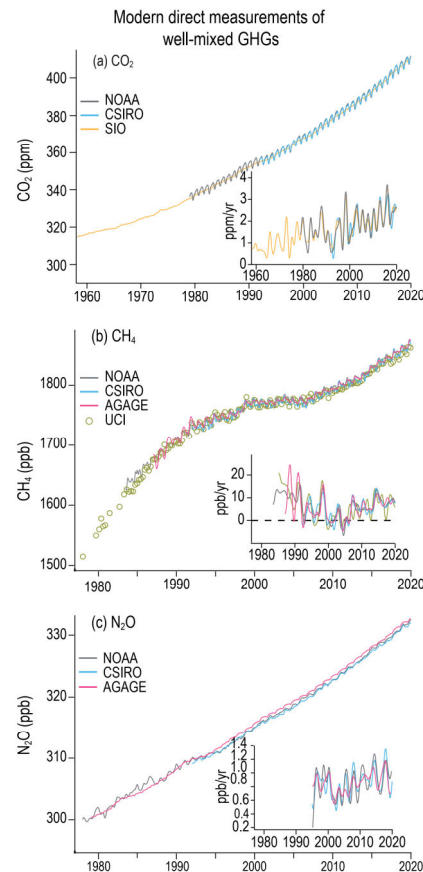 Modern direct measurements of
well-mixed GHGs
(a) CO₂
NOAA
CSIRO
SIO
CO₂ (ppm)
400
380
360
340
320
300
1960
1970
1980
1990
2000
2010
2020
ppm/yr
4
3
2
1
0
1960
1980
2000
2020
(b) CH₄
NOAA
CSIRO
AGAGE
UCI
CH₄ (ppb)
1800
1700
1600
1500
1980
1990
2000
2010
2020
ppb/yr
20
10
0
1980
1990
2000
2010
2020
(c) N₂O
NOAA
CSIRO
AGAGE
N₂O (ppb)
330
320
310
300
1980
1990
2000
2010
2020
ppb/yr
1.4
1.2
1.0
0.8
0.6
0.4
0.2
1980
1990
2000
2010
2020